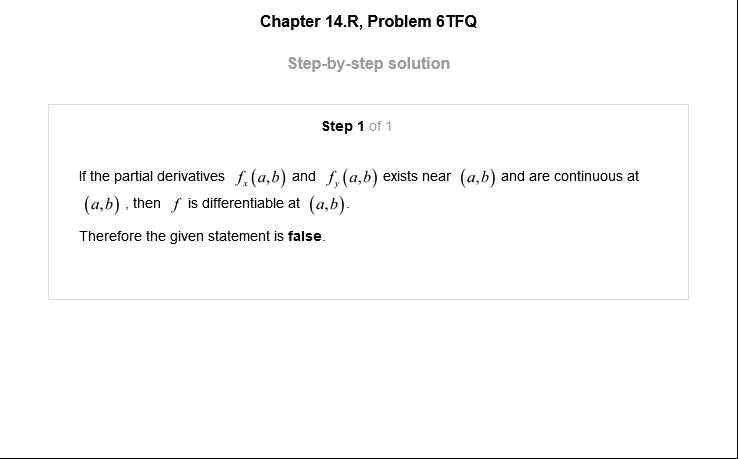 Chapter 14.R, Problem 6TFQ
Step-by-step solution
Step 1 of 1
If the partial derivatives f_x(a,b) and f_y(a,b) exists near (a,b) and are continuous at
(a,b), then f is differentiable at (a,b).
Therefore the given statement is false.